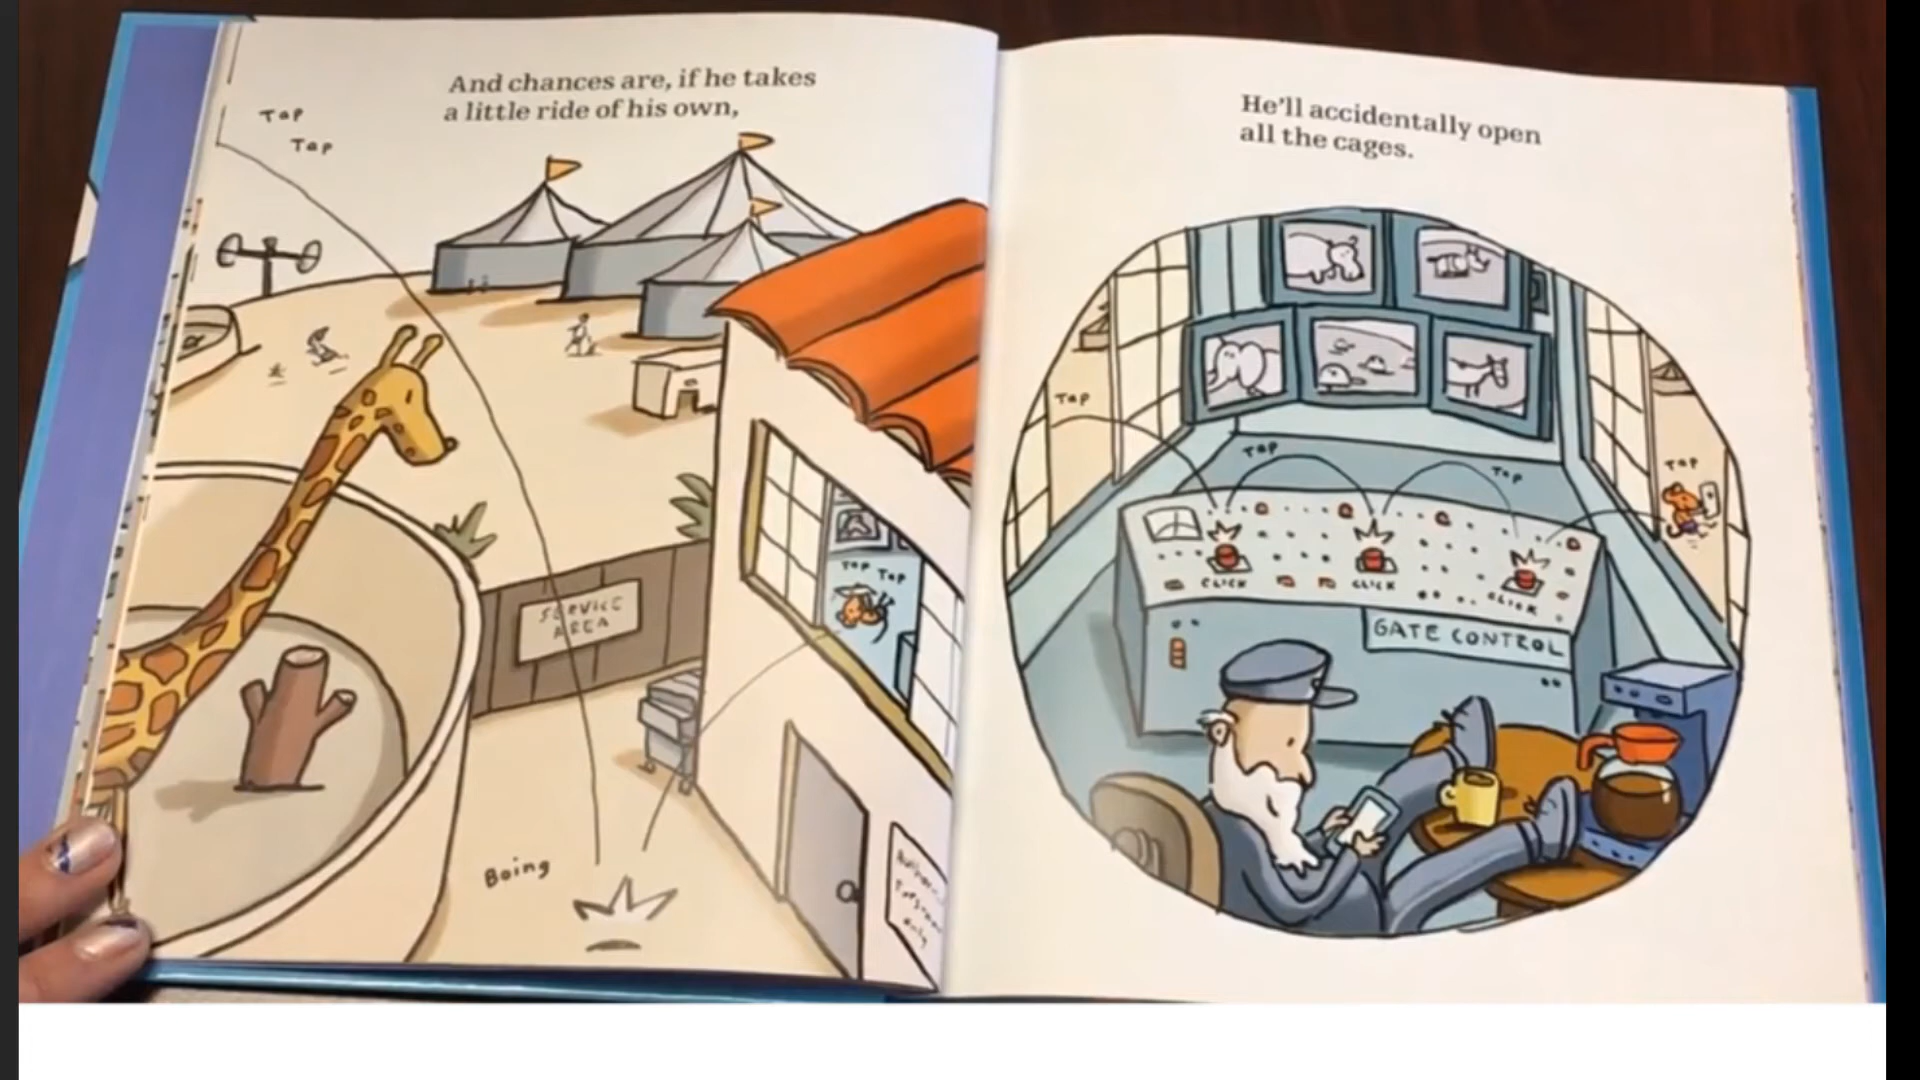 And chances are, if he takes
a little ride of his own,
Tap
Tap
SERVICE
AREA
Tap Tap
Boing
only
He'll accidentally open
all the cages.
Tap
Tap
Tap
Tap
CLICK
CLICK
CLICK
GATE CONTROL